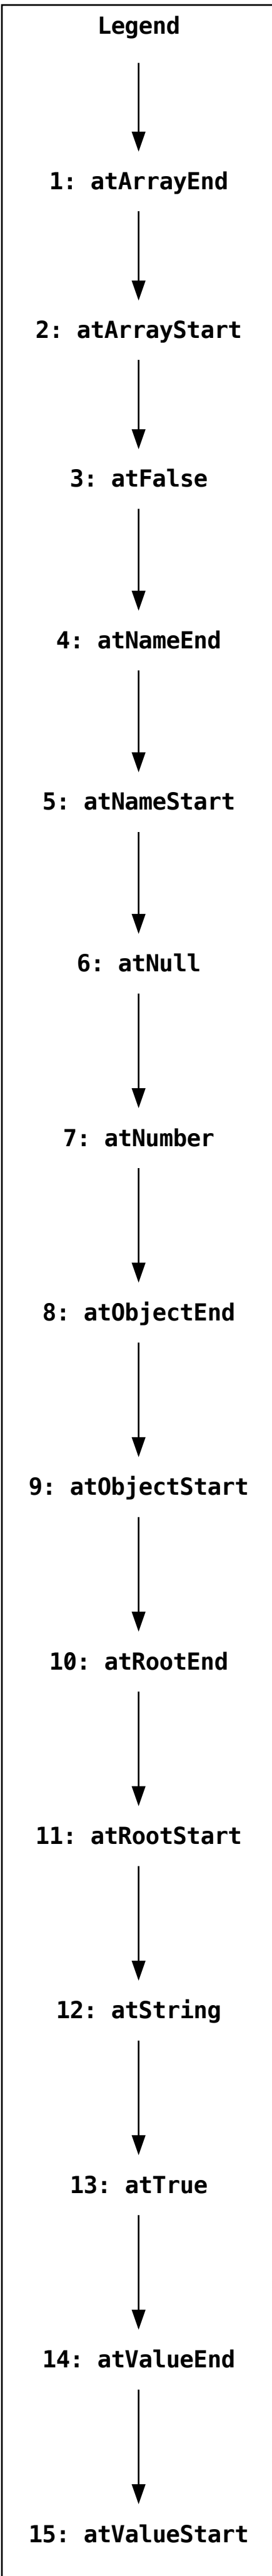 Legend
1: atArrayEnd
2: atArrayStart
3: atFalse
4: atNameEnd
5: atNameStart
6: atNull
7: atNumber
8: atObjectEnd
9: atObjectStart
10: atRootEnd
11: atRootStart
12: atString
13: atTrue
14: atValueEnd
15: atValueStart